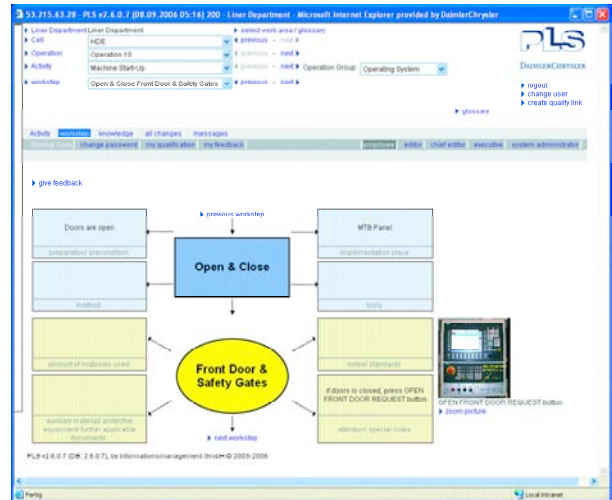 53.215.63.28 - PLS v2.6.0.7 (08.09.2006 05:16) 200 - Liner Department - Microsoft Internet Explorer provided by DaimlerChrysler
Liner Department Liner Department select work area / glossary
Cell HDE previous - next
Operation Operation 10 previous - next
Activity Machine Start-Up previous - next Operation Group Operating System
workstep Open & Close Front Door & Safety Gates previous - next
PLS
DAIMLERCHRYSLER
logout
change user
create quality link
glossare
Activity workstep knowledge all changes messages
change password my qualification my feedback employee editor chief editor executive system administrator
give feedback
previous workstep
Doors are open
preparation/ precondition
MTB Panel
implementation place
Open & Close
method
tools
amount of materials used
notes/ standards
Front Door &
Safety Gates
auxiliary material protective
equipment further applicable
documents
if doors is closed, press OPEN
FRONT DOOR REQUEST button
attention/ special notes
OPEN FRONT DOOR REQUEST button
zoom picture
next workstep
PLS v2.6.0.7 (DB: 2.6.0.7), by Informationsmanagement GmbH © 2003-2006
Fertig Local intranet